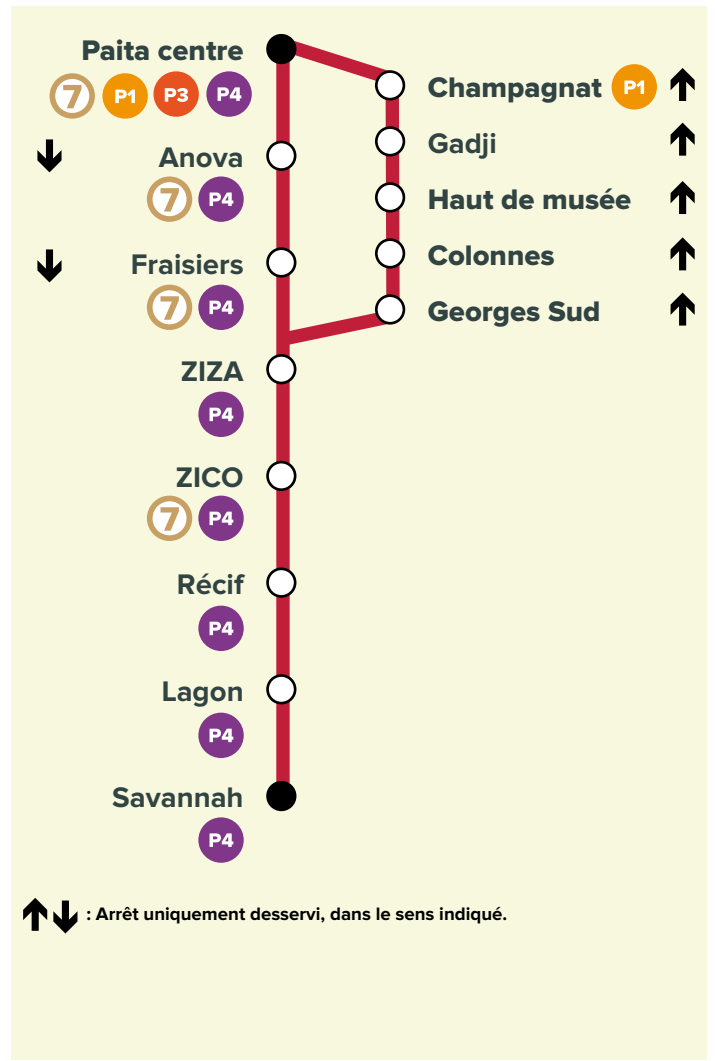 Paita centre
7 P1 P3 P4
Champagnat P1
Gadji
Anova
7 P4
Haut de musée
Colonnes
Fraisiers
7 P4
Georges Sud
ZIZA
P4
ZICO
7 P4
Récif
P4
Lagon
P4
Savannah
P4
: Arrêt uniquement desservi, dans le sens indiqué.